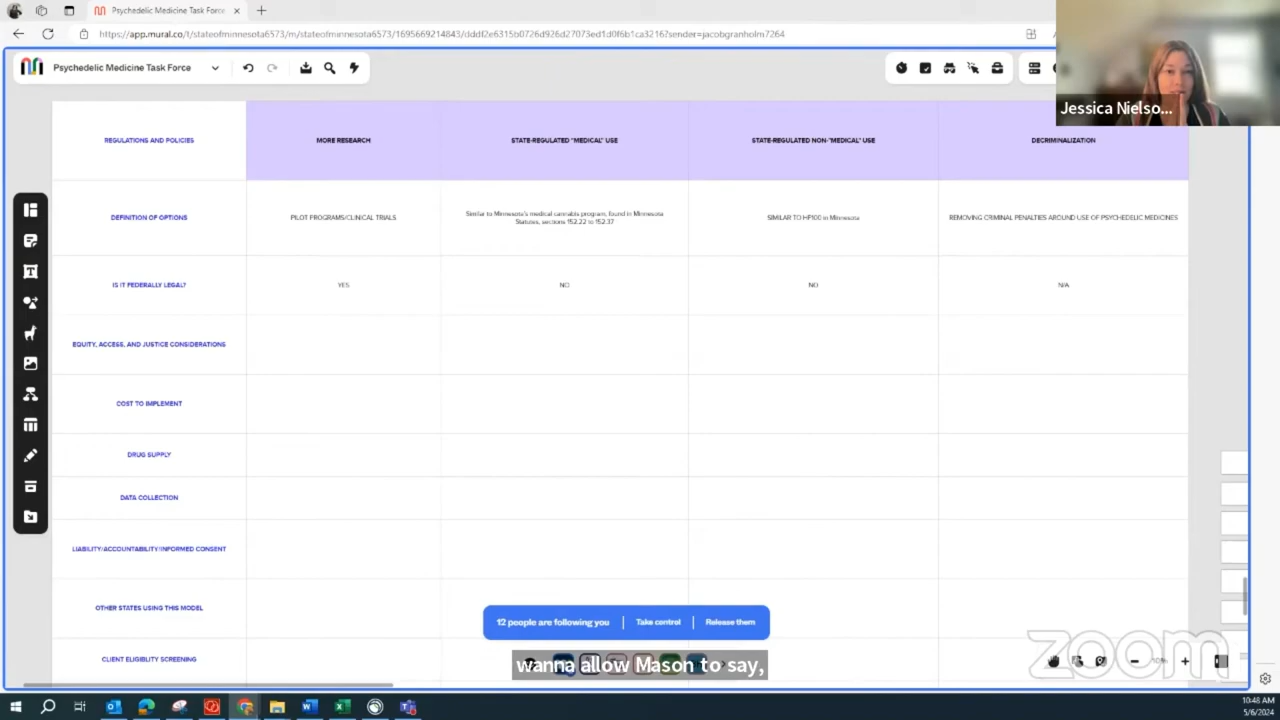 Psychedelic Medicine Task Force
https://app.mural.co/t/stateofminnesota6573/m/stateofminnesota6573/1695669214843/dddf2e6315b0726d926d27073ed1d0f6b1ca3216?sender=jacobgranholm7264
Psychedelic Medicine Task Force
Jessica Nielso...
REGULATIONS AND POLICIES
MORE RESEARCH
STATE-REGULATED "MEDICAL" USE
STATE-REGULATED NON-"MEDICAL" USE
DECRIMINALIZATION
DEFINITION OF OPTIONS
PILOT PROGRAMS/CLINICAL TRIALS
Similar to Minnesota's medical cannabis program, found in Minnesota
Statutes, sections 152.22 to 152.37
SIMILAR TO HF100 in Minnesota
REMOVING CRIMINAL PENALTIES AROUND USE OF PSYCHEDELIC MEDICINES
IS IT FEDERALLY LEGAL?
YES
NO
NO
N/A
EQUITY, ACCESS, AND JUSTICE CONSIDERATIONS
COST TO IMPLEMENT
DRUG SUPPLY
DATA COLLECTION
LIABILITY/ACCOUNTABILITY/INFORMED CONSENT
OTHER STATES USING THIS MODEL
CLIENT ELIGIBLITY SCREENING
12 people are following you
Take control
Release them
wanna allow Mason to say,
zoom
10:48 AM
5/6/2024